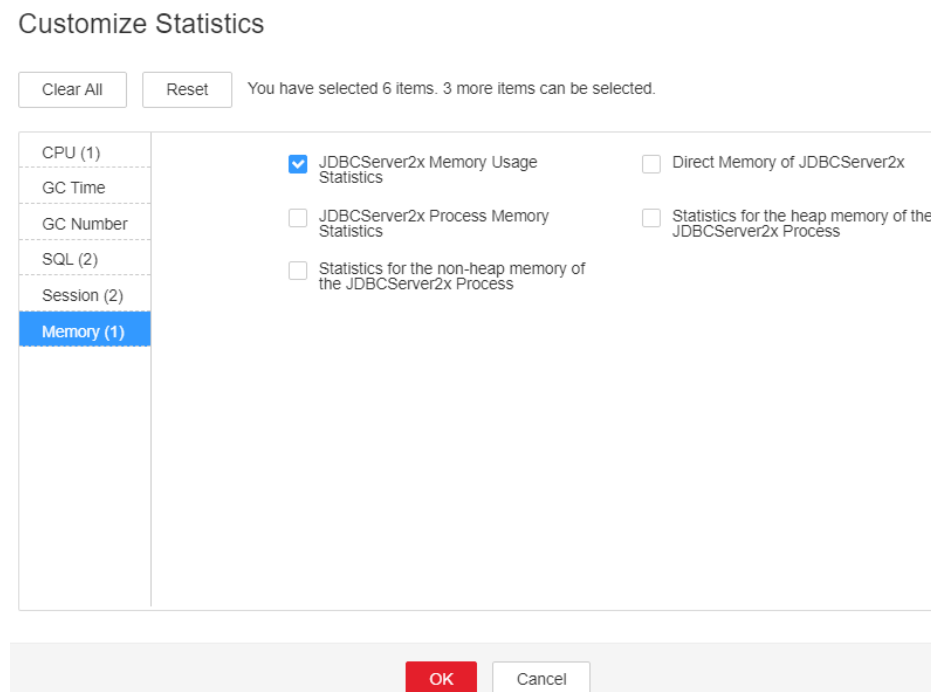 Customize Statistics
Clear All
Reset
You have selected 6 items. 3 more items can be selected.
CPU (1)
GC Time
GC Number
SQL (2)
Session (2)
Memory (1)
JDBCServer2x Memory Usage
Statistics
Direct Memory of JDBCServer2x
JDBCServer2x Process Memory
Statistics
Statistics for the heap memory of the
JDBCServer2x Process
Statistics for the non-heap memory of
the JDBCServer2x Process
OK
Cancel